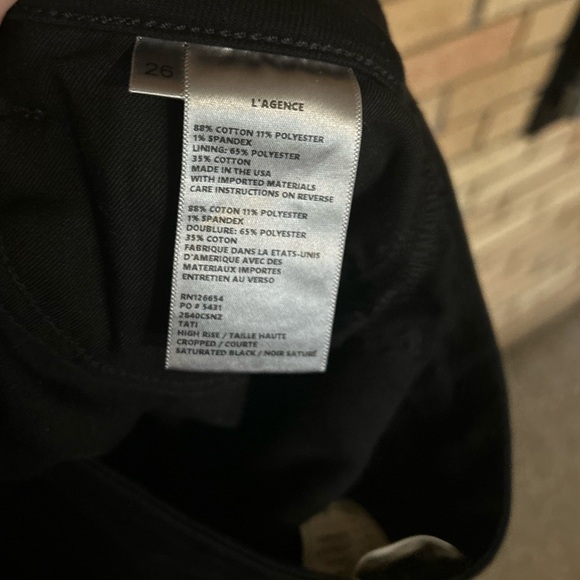 26
L'AGENCE
88% COTTON 11% POLYESTER
1% SPANDEX
LINING: 65% POLYESTER
35% COTTON
MADE IN THE USA
WITH IMPORTED MATERIALS
CARE INSTRUCTIONS ON REVERSE
88% COTON 11% POLYESTER
1% SPANDEX
DOUBLURE: 65% POLYESTER
35% COTON
FABRIQUE DANS LA ETATS-UNIS
D'AMERIQUE AVEC DES
MATERIAUX IMPORTES
ENTRETIEN AU VERSO
RN126654
PO # 5431
2840CSN2
TATI
HIGH RISE / TAILLE HAUTE
CROPPED / COURTE
SATURATED BLACK / NOIR SATURE